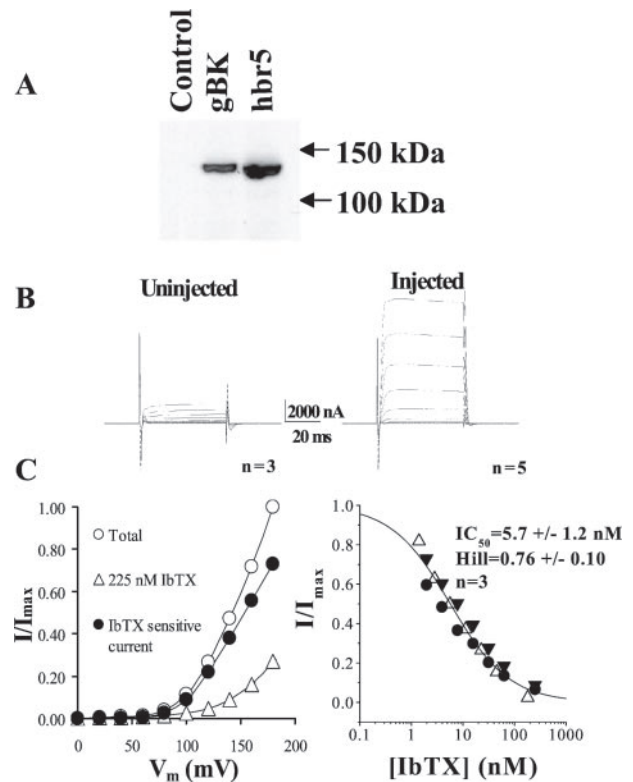 A
Control
gBK
hbr5
150 kDa
100 kDa
B
Uninjected
Injected
2000 nA
20 ms
n=3
n=5
C
I/Imax
1.00
0.80
0.60
0.40
0.20
0.00
Total
225 nM IbTX
IbTX sensitive
current
0 50 100 150 200
Vm (mV)
I/Imax
1.0
0.8
0.6
0.4
0.2
0.0
IC50=5.7 +/- 1.2 nM
Hill=0.76 +/- 0.10
n=3
0.1 1 10 100 1000
[IbTX] (nM)